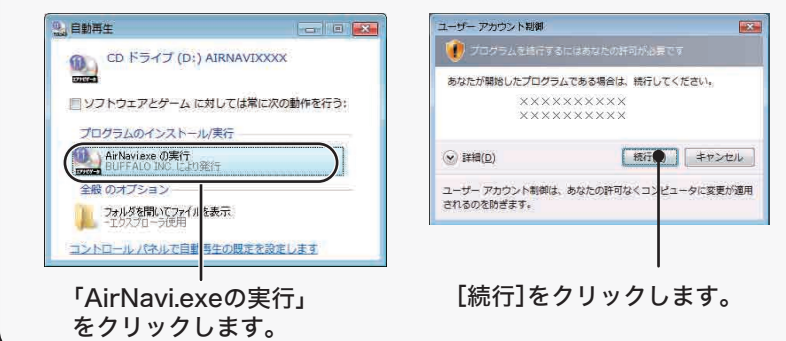 自動再生
CD ドライブ (D:) AIRNAVIXXXX
ソフトウェアとゲーム に対しては常に次の動作を行う:
プログラムのインストール/実行
AirNavi.exe の実行
BUFFALO INC. により発行
全般 のオプション
フォルダを開いてファイルを表示
-エクスプローラ使用
コントロール パネルで自動再生の既定を設定します
「AirNavi.exeの実行」
をクリックします。
ユーザー アカウント制御
プログラムを続行するにはあなたの許可が必要です
あなたが開始したプログラムである場合は、続行してください。
××××××××××
××××××××××
詳細(D)
続行
キャンセル
ユーザー アカウント制御は、あなたの許可なくコンピュータに変更が適用
されるのを防ぎます。
[続行]をクリックします。